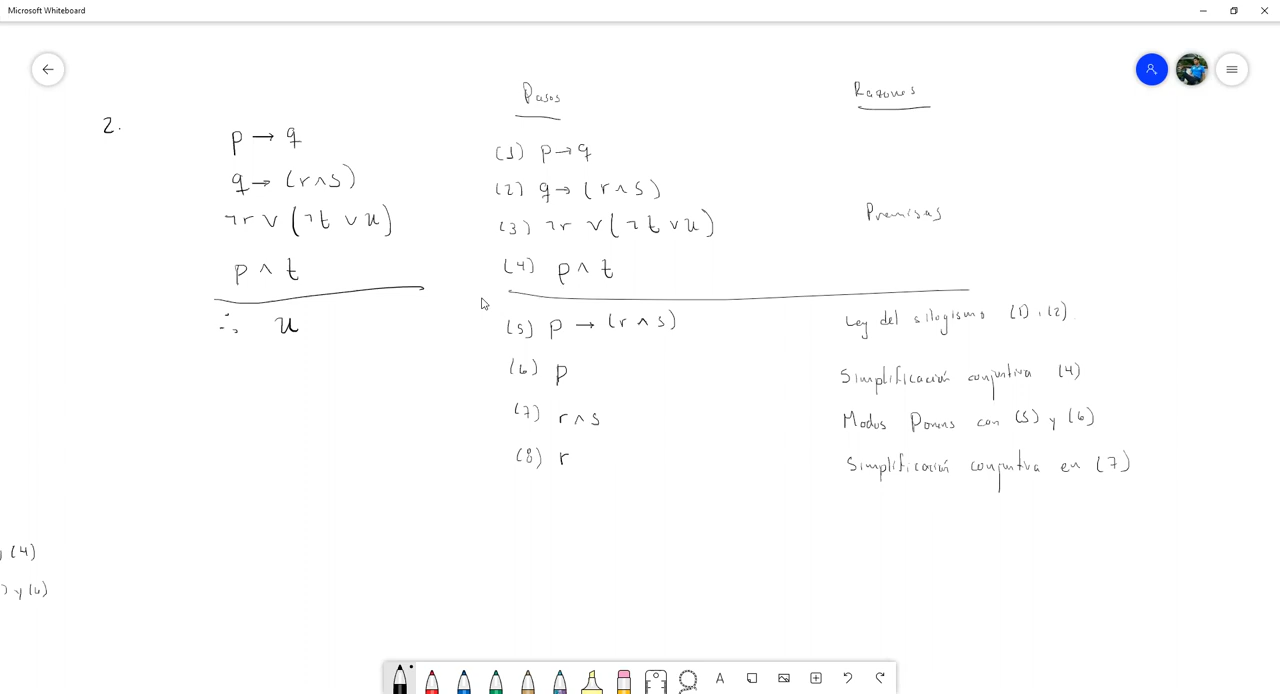 Microsoft Whiteboard
Pasos Razones
2.
p → q
q → (r ∧ s)
¬r ∨ (¬t ∨ u)
p ∧ t
∴ u
(1) p → q
(2) q → (r ∧ s)
(3) ¬r ∨ (¬t ∨ u)
(4) p ∧ t
Premisas
(5) p → (r ∧ s) Ley del silogismo (1), (2)
(6) p Simplificación conjuntiva (4)
(7) r ∧ s Modus Ponens con (5) y (6)
(8) r Simplificación conjuntiva en (7)
y (4)
) y (6)
A